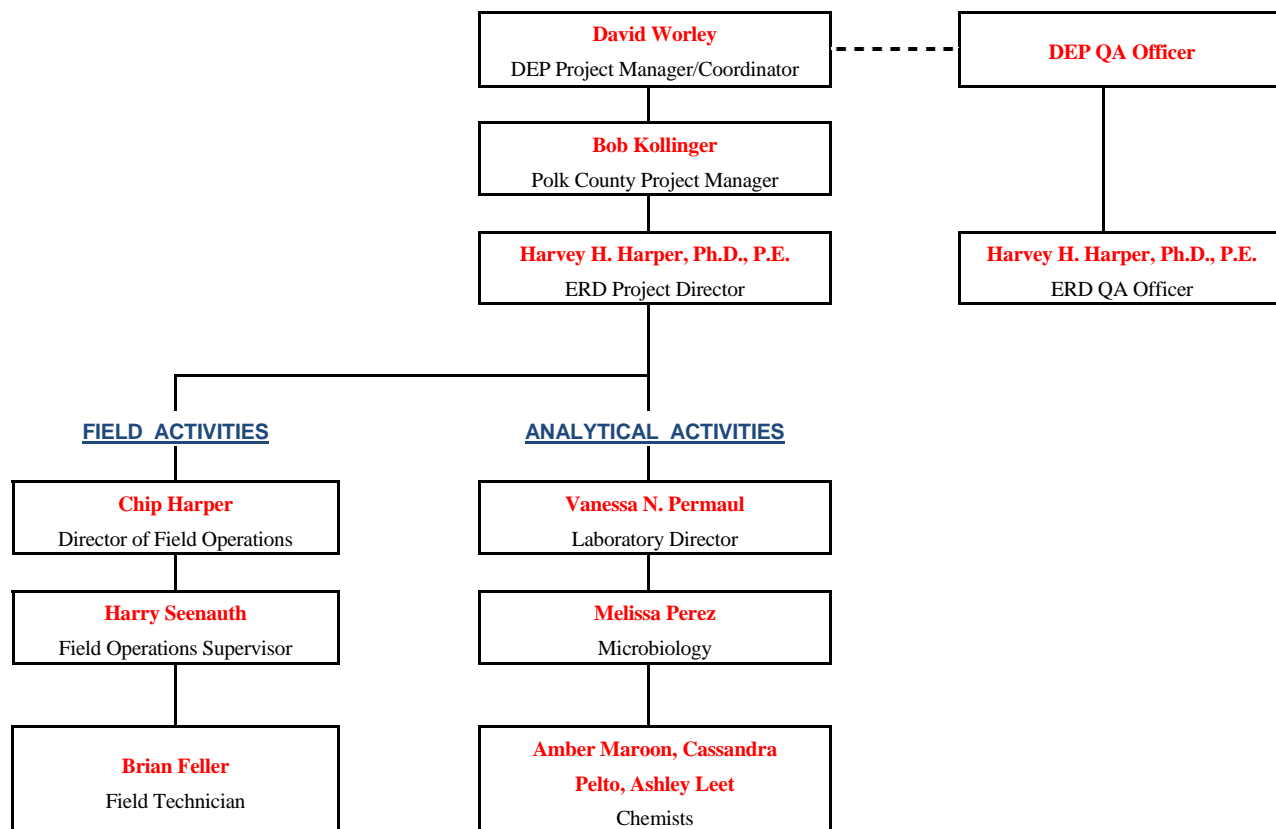 David Worley
DEP Project Manager/Coordinator
DEP QA Officer
Bob Kollinger
Polk County Project Manager
Harvey H. Harper, Ph.D., P.E.
ERD Project Director
Harvey H. Harper, Ph.D., P.E.
ERD QA Officer
FIELD ACTIVITIES
ANALYTICAL ACTIVITIES
Chip Harper
Director of Field Operations
Vanessa N. Permaul
Laboratory Director
Harry Seenauth
Field Operations Supervisor
Melissa Perez
Microbiology
Brian Feller
Field Technician
Amber Maroon, Cassandra
Pelto, Ashley Leet
Chemists